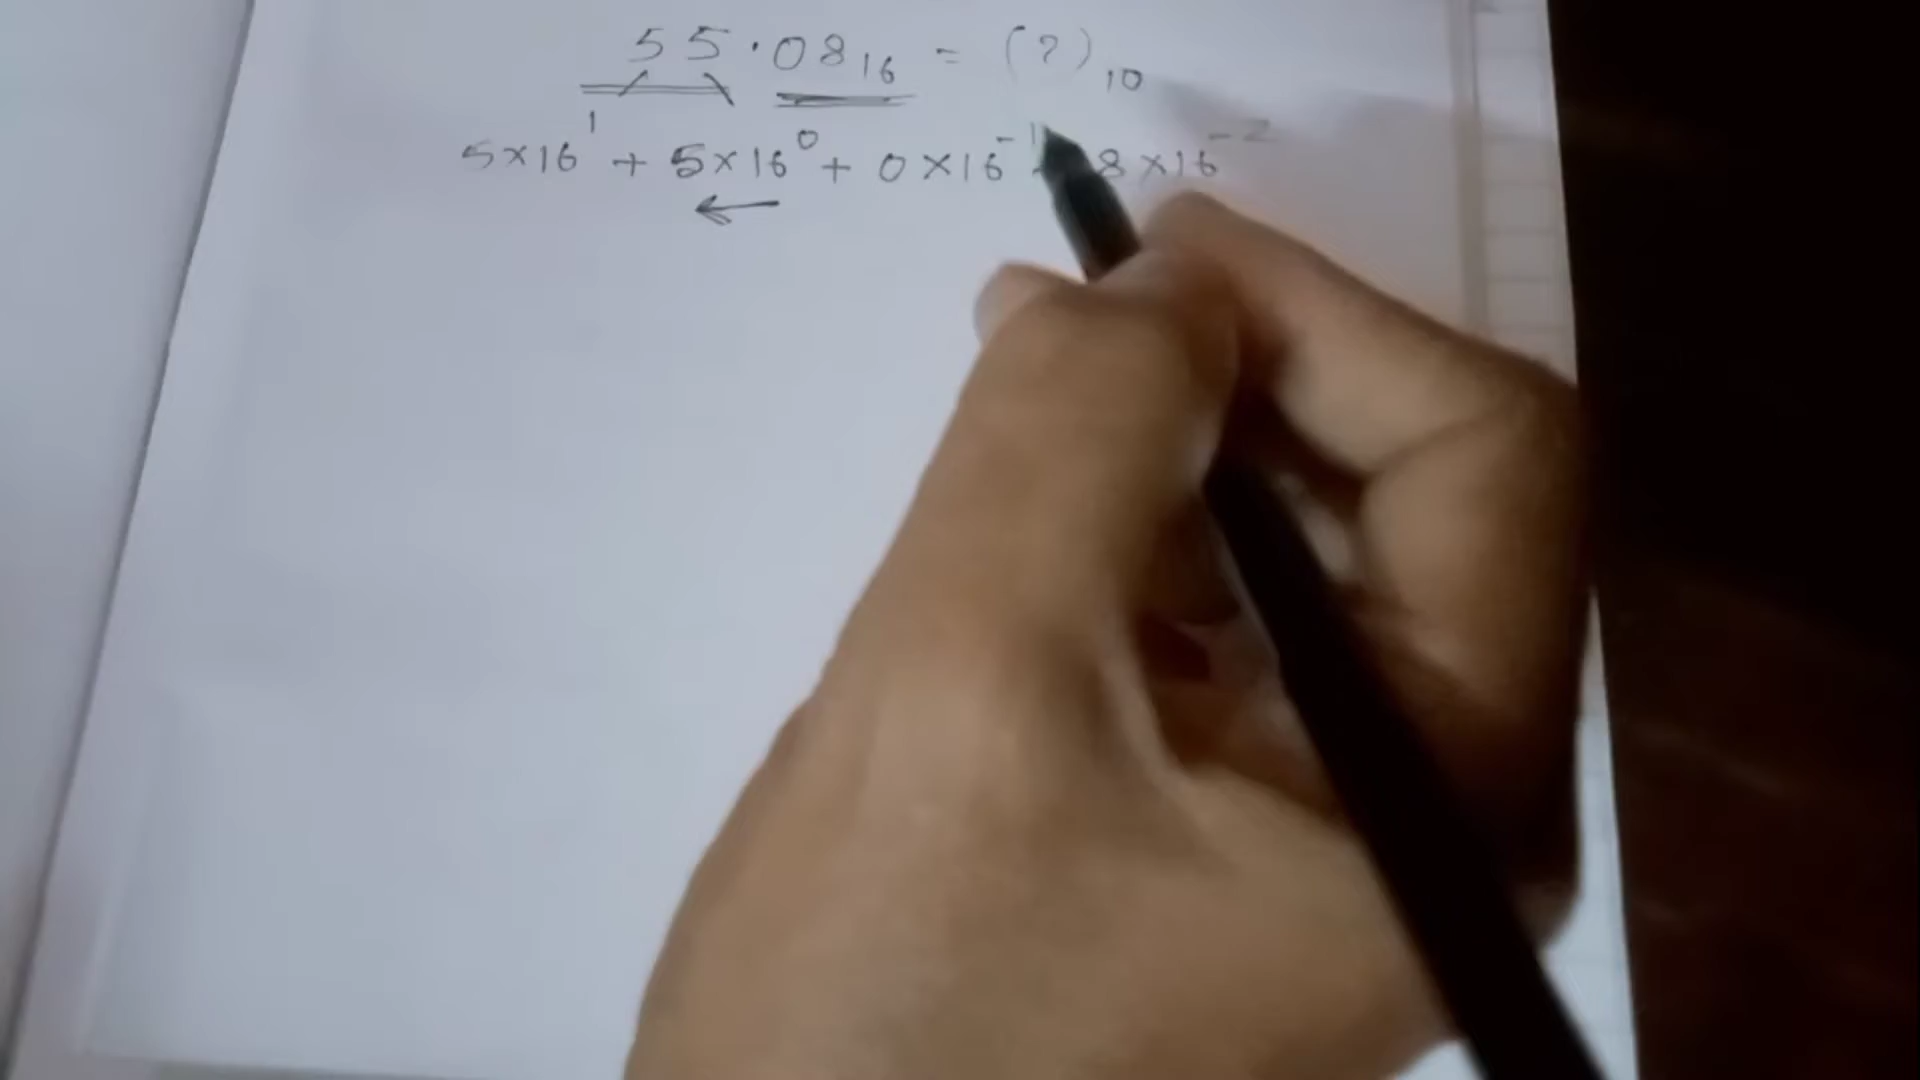 55.08₁₆ = (?)₁₀
5×16¹ + 5×16⁰ + 0×16⁻¹ + 8×16⁻²